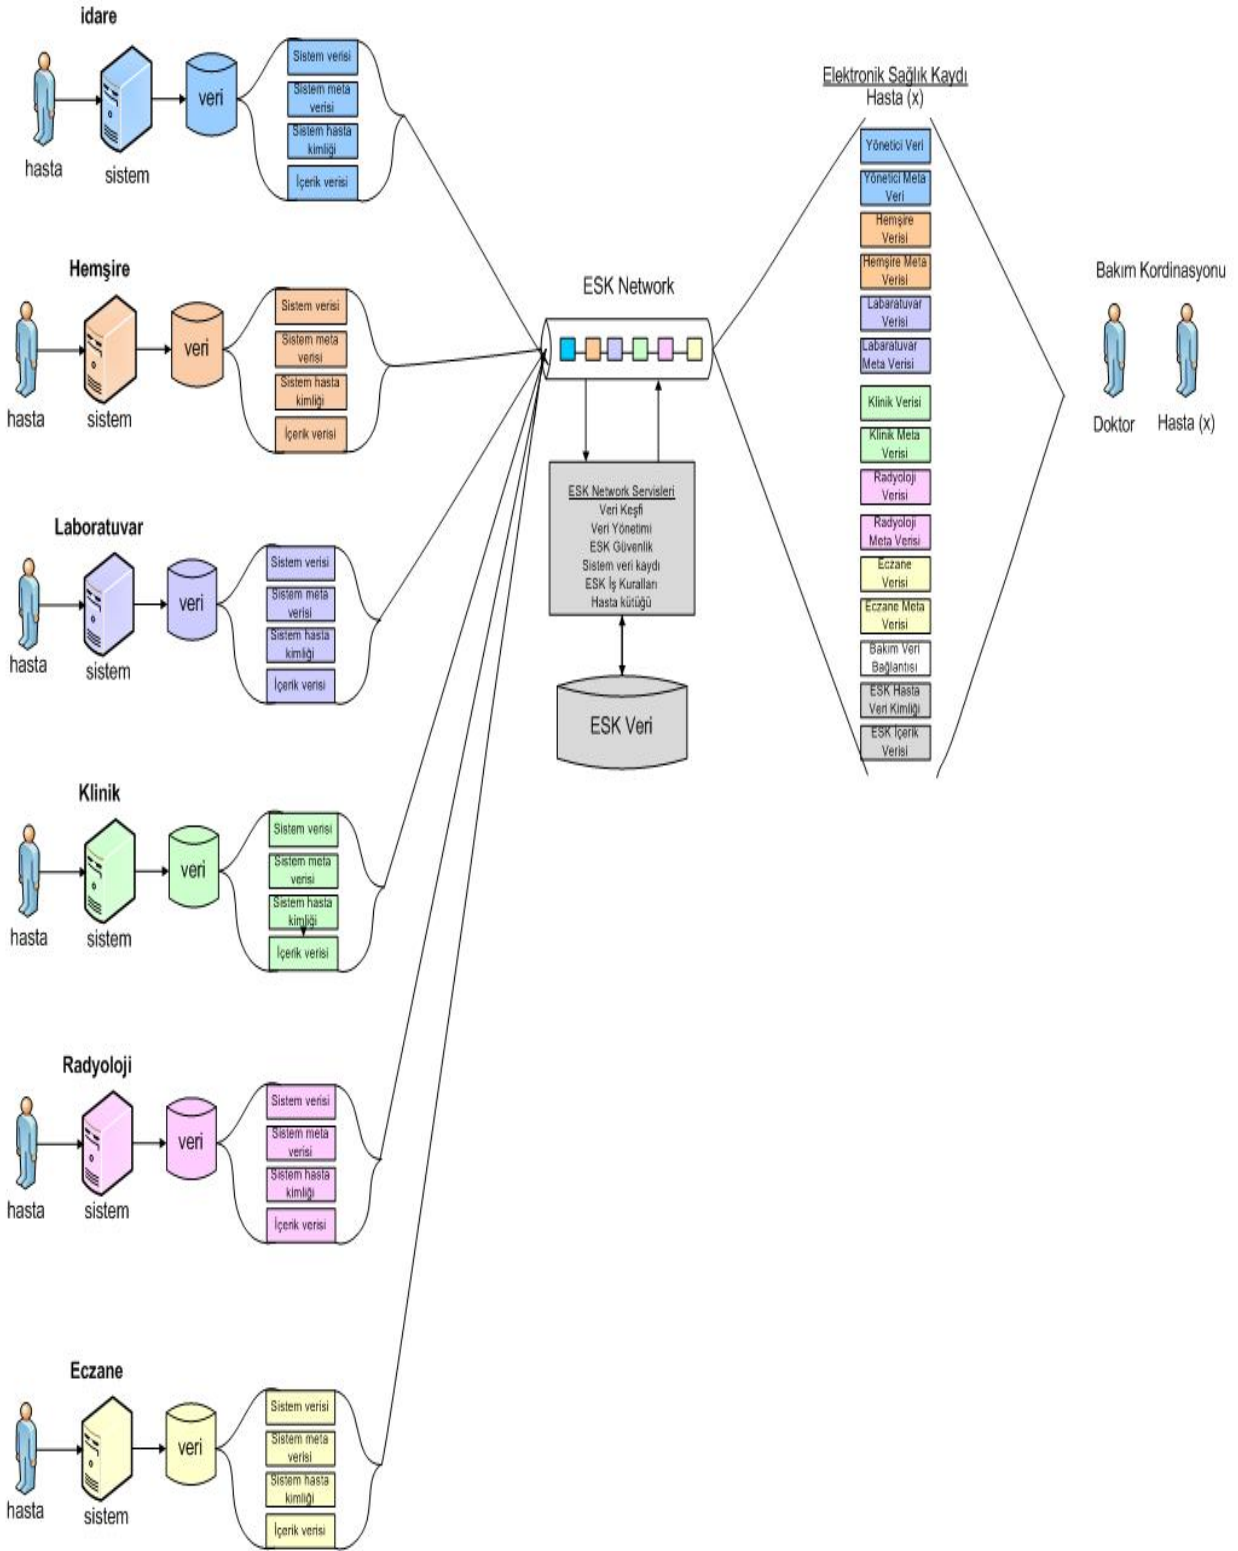 idare
hasta
sistem
veri
Sistem verisi
Sistem meta
verisi
Sistem hasta
kimliği
İçerik verisi
Hemşire
hasta
sistem
veri
Sistem verisi
Sistem meta
verisi
Sistem hasta
kimliği
İçerik verisi
Laboratuvar
hasta
sistem
veri
Sistem verisi
Sistem meta
verisi
Sistem hasta
kimliği
İçerik verisi
Klinik
hasta
sistem
veri
Sistem verisi
Sistem meta
verisi
Sistem hasta
kimliği
İçerik verisi
Radyoloji
hasta
sistem
veri
Sistem verisi
Sistem meta
verisi
Sistem hasta
kimliği
İçerik verisi
Eczane
hasta
sistem
veri
Sistem verisi
Sistem meta
verisi
Sistem hasta
kimliği
İçerik verisi
ESK Network
ESK Network Servisleri
Veri Keşfi
Veri Yönetimi
ESK Güvenlik
Sistem veri kaydı
ESK İş Kuralları
Hasta kütüğü
ESK Veri
Elektronik Sağlık Kaydı
Hasta (x)
Yönetici Veri
Yönetici Meta
Veri
Hemşire
Verisi
Hemşire Meta
Verisi
Labaratuvar
Verisi
Labaratuvar
Meta Verisi
Klinik Verisi
Klinik Meta
Verisi
Radyoloji
Verisi
Radyoloji
Meta Verisi
Eczane
Verisi
Eczane Meta
Verisi
Bakım Veri
Bağlantısı
ESK Hasta
Veri Kimliği
ESK İçerik
Verisi
Bakım Kordinasyonu
Doktor
Hasta (x)